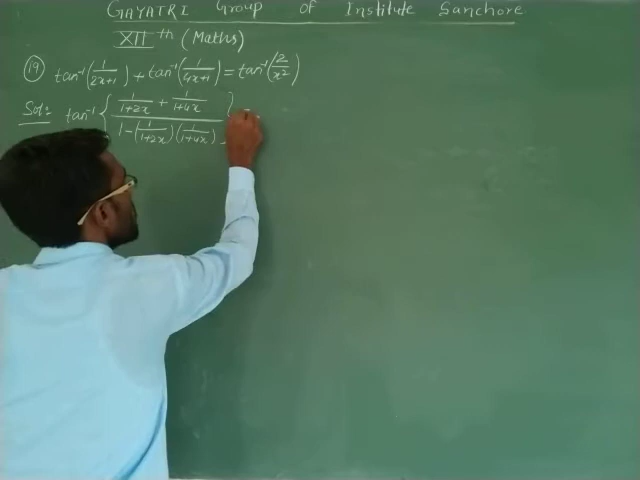 GAYATRI Group of Institute Sanchore
XII th (Maths)
19 tan⁻¹(1/2x+1) + tan⁻¹(1/4x+1) = tan⁻¹(2/x²)
Sol: tan⁻¹ { (1/1+2x + 1/1+4x) / (1 - (1/1+2x)(1/1+4x)) } =